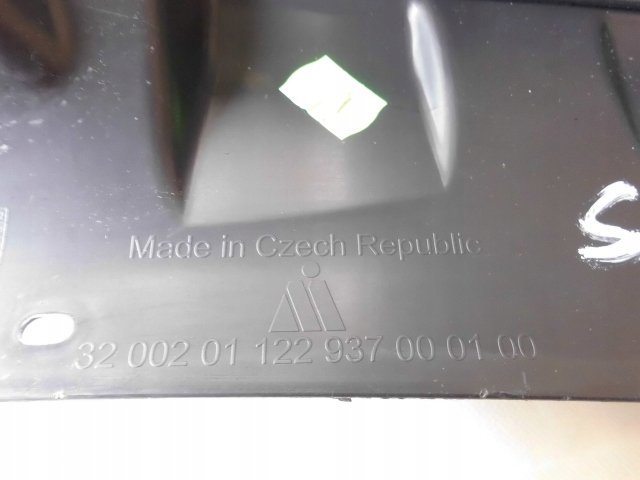 Made in Czech Republic
32 002 01 122 937 00 01 00
S